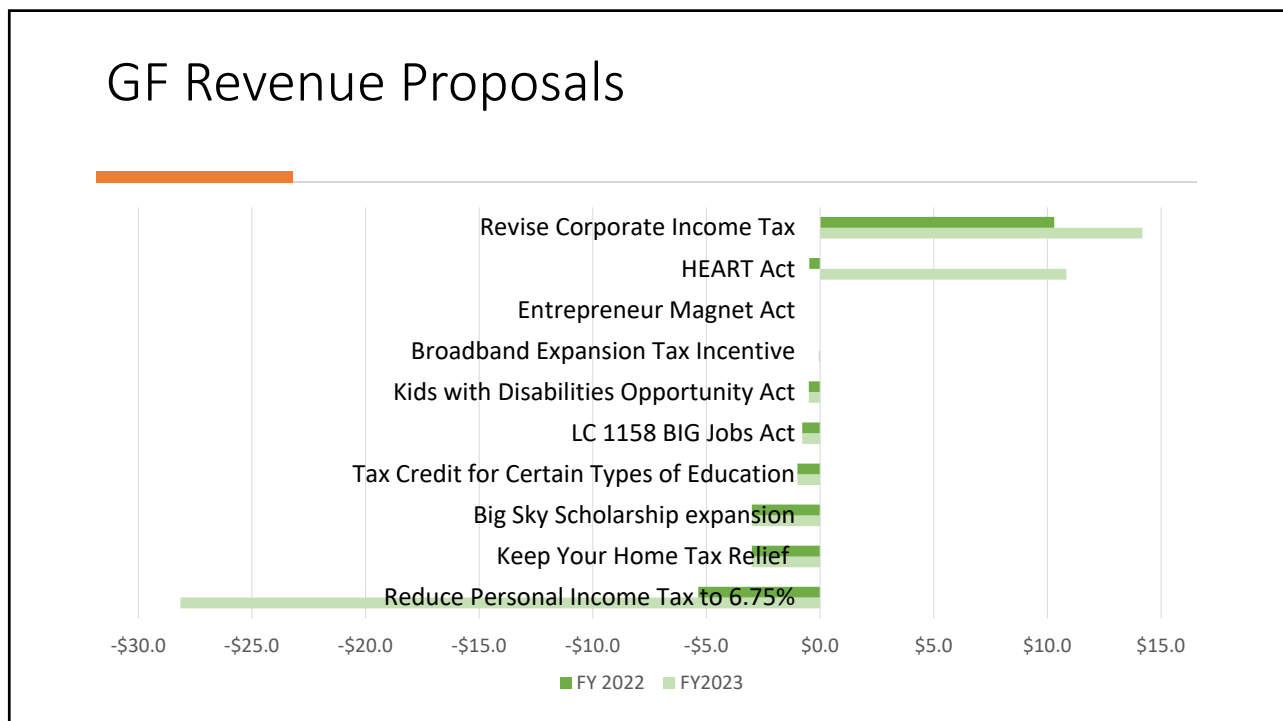 GF Revenue Proposals
Revise Corporate Income Tax
HEART Act
Entrepreneur Magnet Act
Broadband Expansion Tax Incentive
Kids with Disabilities Opportunity Act
LC 1158 BIG Jobs Act
Tax Credit for Certain Types of Education
Big Sky Scholarship expansion
Keep Your Home Tax Relief
Reduce Personal Income Tax to 6.75%
-$30.0 -$25.0 -$20.0 -$15.0 -$10.0 -$5.0 $0.0 $5.0 $10.0 $15.0
FY 2022 FY2023